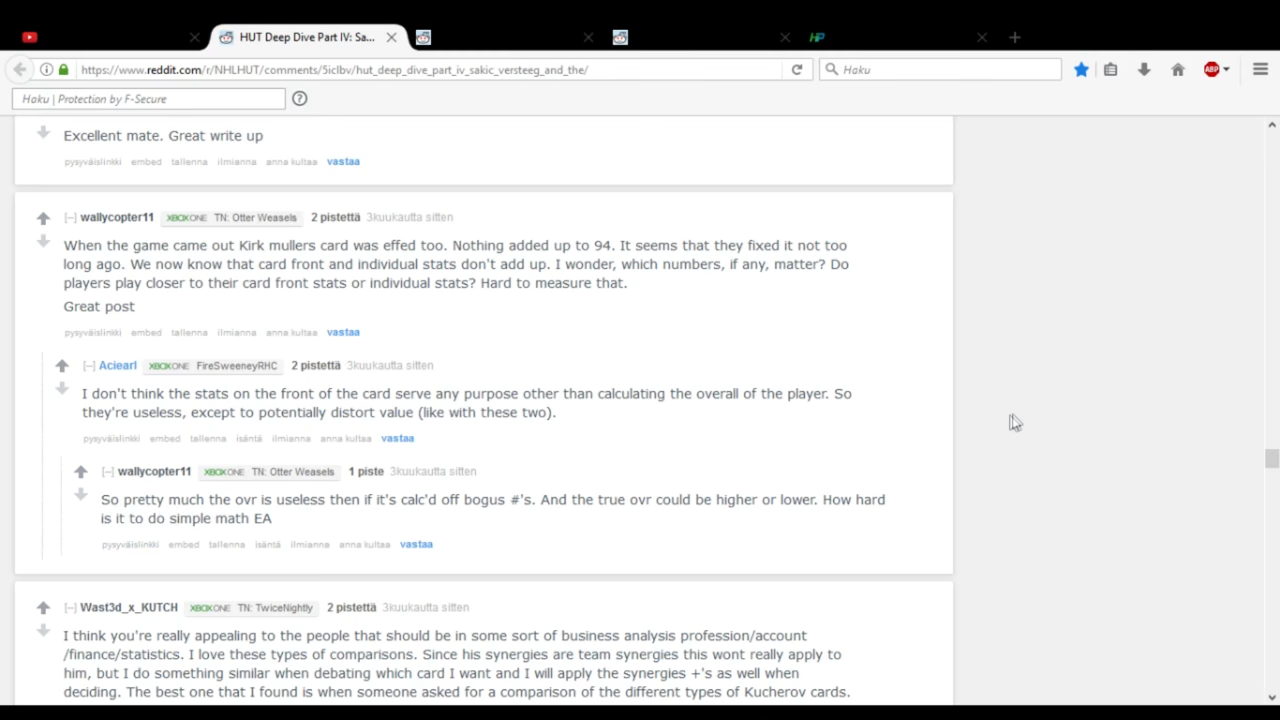 HUT Deep Dive Part IV: Sa...
HP
https://www.reddit.com/r/NHLHUT/comments/5iclbv/hut_deep_dive_part_iv_sakic_versteeg_and_the/
Haku
ABP
Haku | Protection by F-Secure
Excellent mate. Great write up
pysyväislinkki embed tallenna ilmianna anna kultaa vastaa
[–] wallycopter11 XBOXONE TN: Otter Weasels 2 pistettä 3kuukautta sitten
When the game came out Kirk mullers card was effed too. Nothing added up to 94. It seems that they fixed it not too
long ago. We now know that card front and individual stats don't add up. I wonder, which numbers, if any, matter? Do
players play closer to their card front stats or individual stats? Hard to measure that.
Great post
pysyväislinkki embed tallenna ilmianna anna kultaa vastaa
[–] Aciearl XBOXONE FireSweeneyRHC 2 pistettä 3kuukautta sitten
I don't think the stats on the front of the card serve any purpose other than calculating the overall of the player. So
they're useless, except to potentially distort value (like with these two).
pysyväislinkki embed tallenna isäntä ilmianna anna kultaa vastaa
[–] wallycopter11 XBOXONE TN: Otter Weasels 1 piste 3kuukautta sitten
So pretty much the ovr is useless then if it's calc'd off bogus #'s. And the true ovr could be higher or lower. How hard
is it to do simple math EA
pysyväislinkki embed tallenna isäntä ilmianna anna kultaa vastaa
[–] Wast3d_x_KUTCH XBOXONE TN: TwiceNightly 2 pistettä 3kuukautta sitten
I think you're really appealing to the people that should be in some sort of business analysis profession/account
/finance/statistics. I love these types of comparisons. Since his synergies are team synergies this wont really apply to
him, but I do something similar when debating which card I want and I will apply the synergies +'s as well when
deciding. The best one that I found is when someone asked for a comparison of the different types of Kucherov cards.